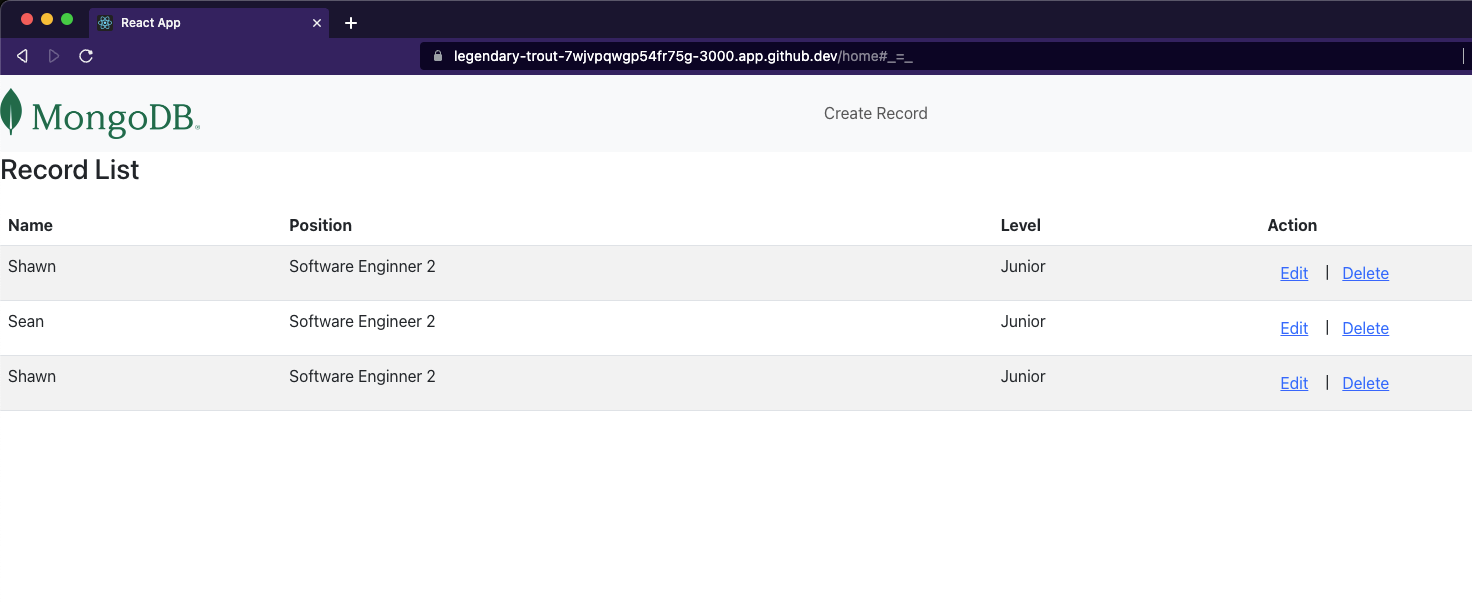 React App
legendary-trout-7wjvpqwgp54fr75g-3000.app.github.dev/home#_=_
MongoDB®
Create Record
Record List
Name Position Level Action
Shawn Software Enginner 2 Junior Edit | Delete
Sean Software Engineer 2 Junior Edit | Delete
Shawn Software Enginner 2 Junior Edit | Delete